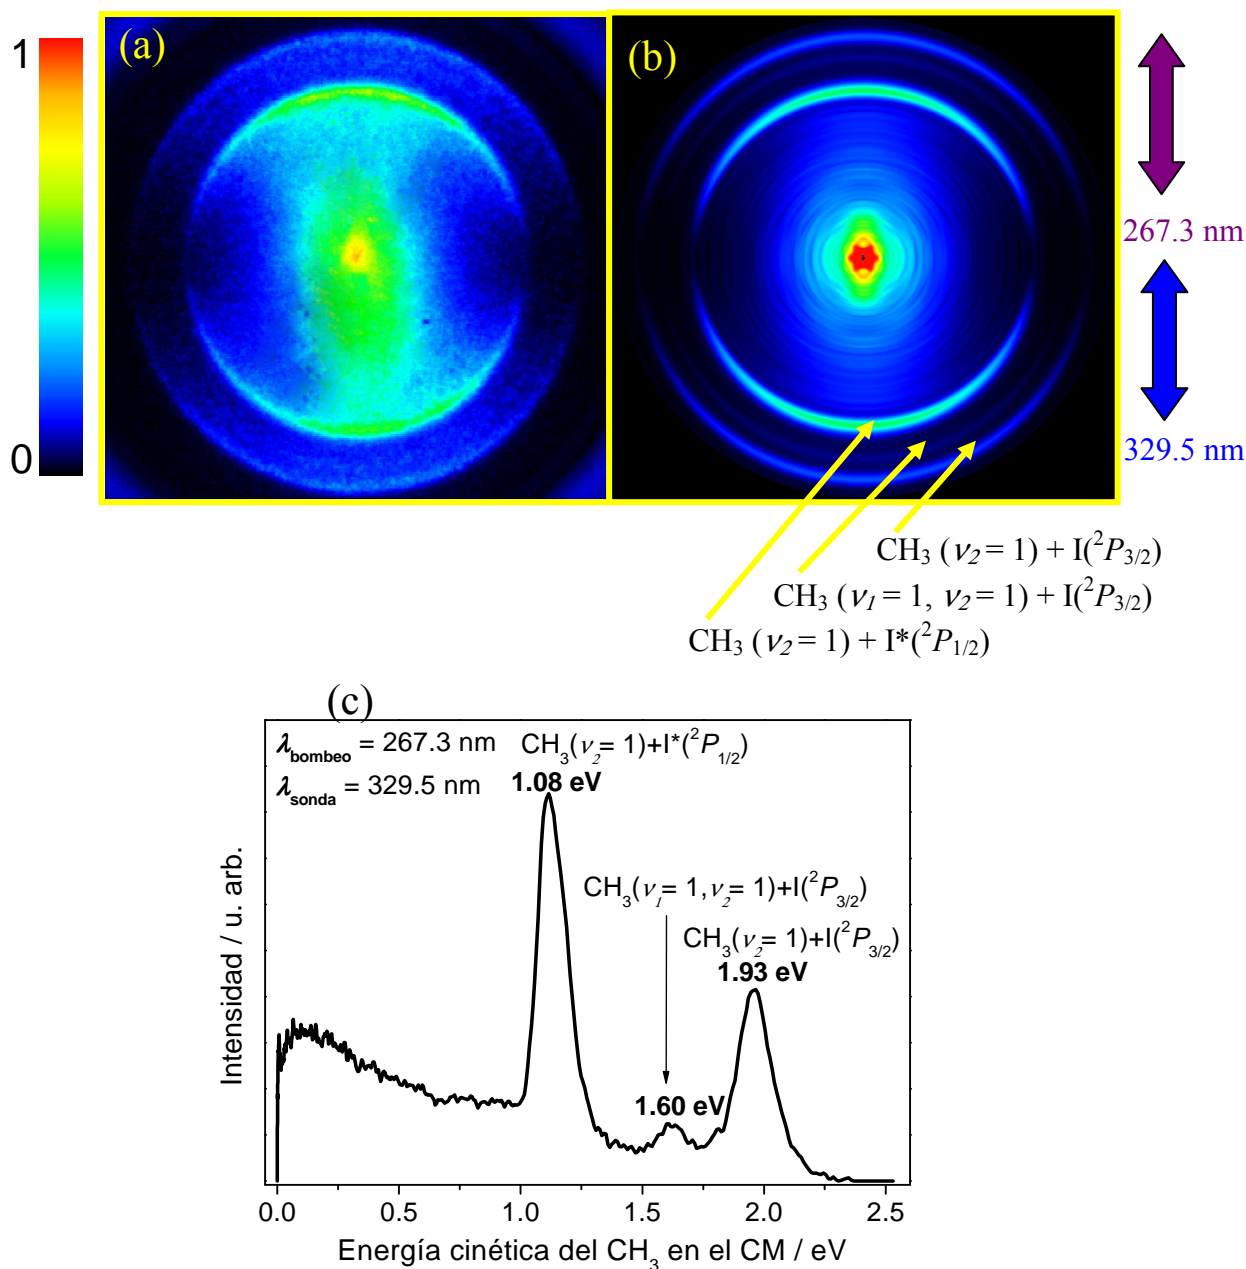 1
0
(a)
(b)
267.3 nm
329.5 nm
CH₃ (ν₂ = 1) + I(²P₃/₂)
CH₃ (ν₁ = 1, ν₂ = 1) + I(²P₃/₂)
CH₃ (ν₂ = 1) + I*(²P₁/₂)
(c)
λbombeo = 267.3 nm
λsonda = 329.5 nm
CH₃(ν₂= 1)+I*(²P₁/₂)
1.08 eV
CH₃(ν₁= 1,ν₂= 1)+I(²P₃/₂)
1.60 eV
CH₃(ν₂= 1)+I(²P₃/₂)
1.93 eV
Intensidad / u. arb.
0.0 0.5 1.0 1.5 2.0 2.5
Energía cinética del CH₃ en el CM / eV